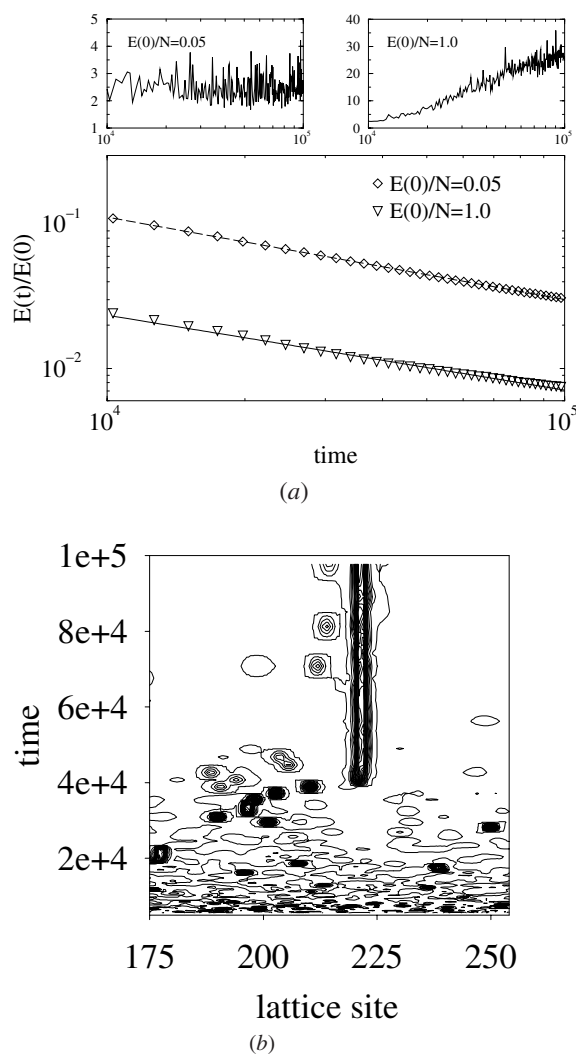 E(0)/N=0.05
5
4
3
2
1
10^4
10^5
E(0)/N=1.0
40
30
20
10
0
10^4
10^5
E(0)/N=0.05
E(0)/N=1.0
10^-1
10^-2
E(t)/E(0)
10^4
10^5
time
(a)
1e+5
8e+4
6e+4
4e+4
2e+4
time
175
200
225
250
lattice site
(b)